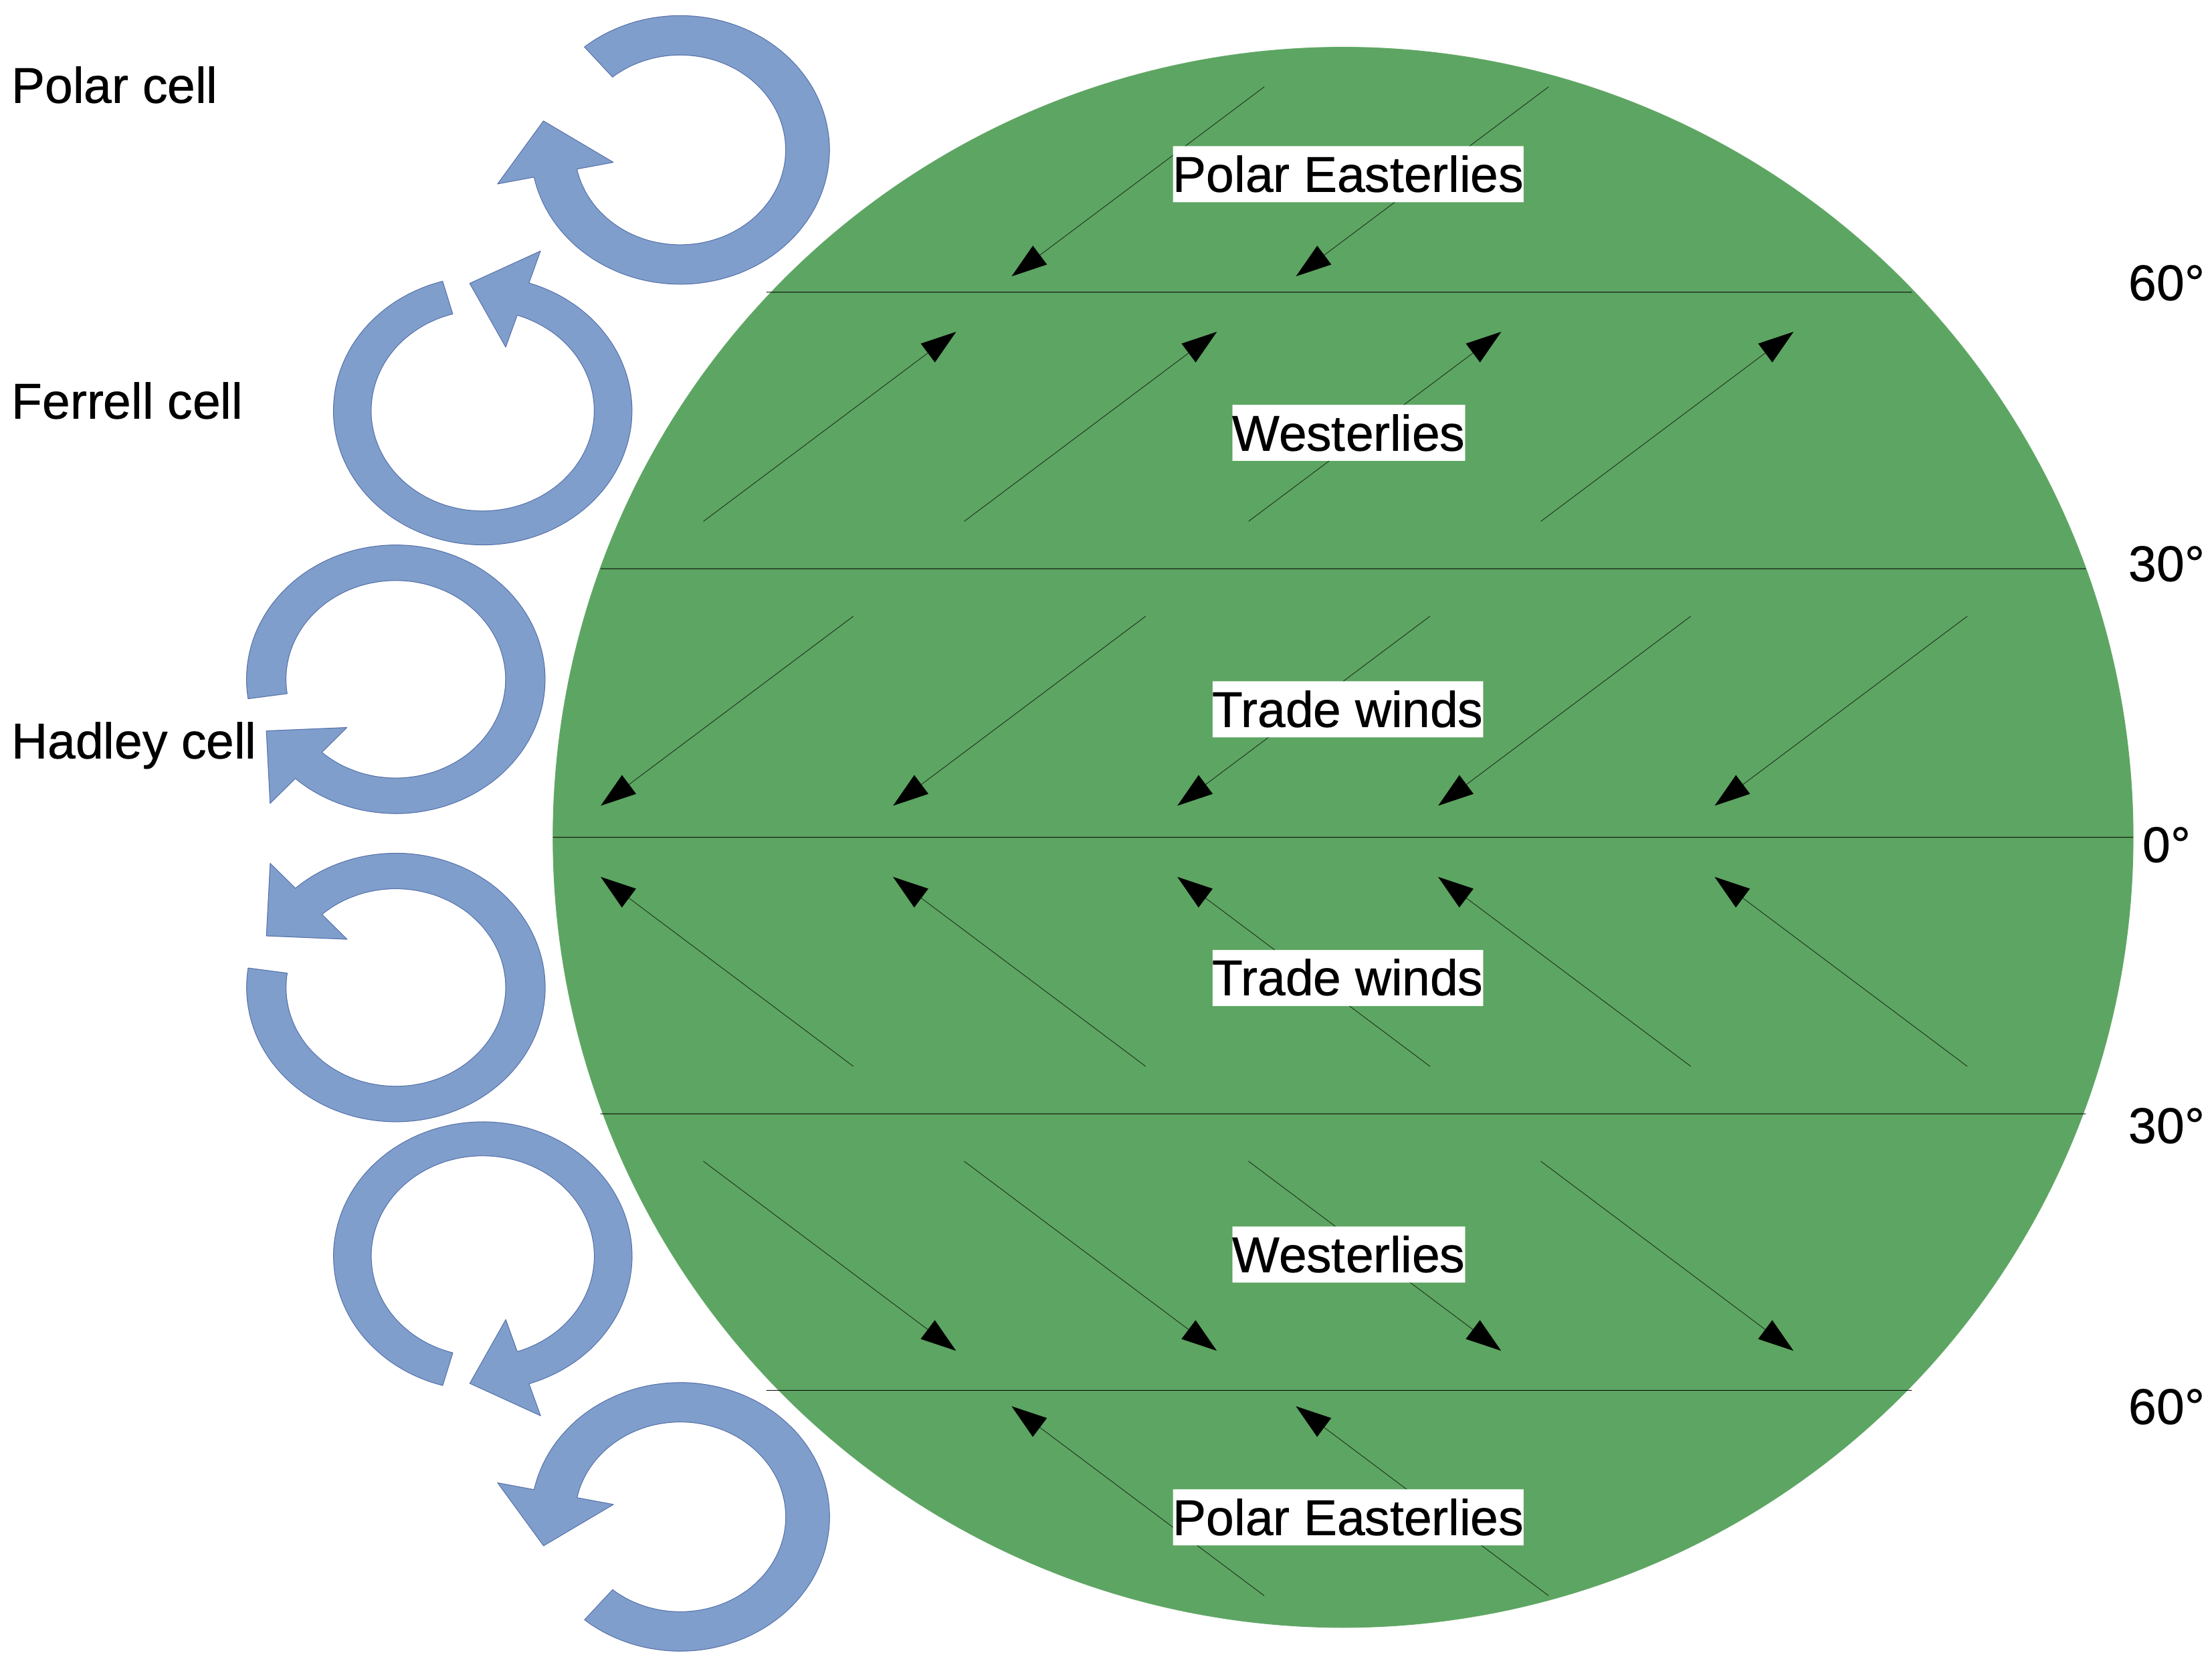 Polar cell
Polar Easterlies
60°
Ferrell cell
Westerlies
30°
Hadley cell
Trade winds
0°
Trade winds
30°
Westerlies
60°
Polar Easterlies